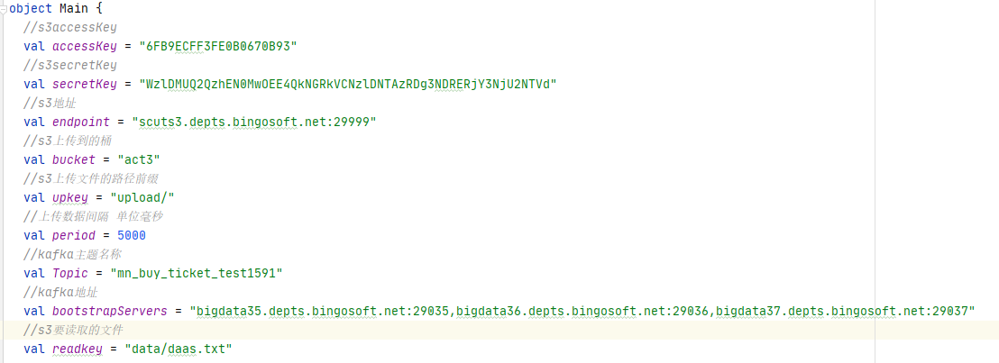 object Main {
//s3accessKey
val accessKey = "6FB9ECFF3FE0B0670B93"
//s3secretKey
val secretKey = "WzlDMUQ2QzhEN0MwOEE4QkNGRkVCNzlDNTAzRDg3NDRERjY3NjU2NTVd"
//s3地址
val endpoint = "scuts3.depts.bingosoft.net:29999"
//s3上传到的桶
val bucket = "act3"
//s3上传文件的路径前缀
val upkey = "upload/"
//上传数据间隔 单位毫秒
val period = 5000
//kafka主题名称
val Topic = "mn_buy_ticket_test1591"
//kafka地址
val bootstrapServers = "bigdata35.depts.bingosoft.net:29035,bigdata36.depts.bingosoft.net:29036,bigdata37.depts.bingosoft.net:29037"
//s3要读取的文件
val readkey = "data/daas.txt"